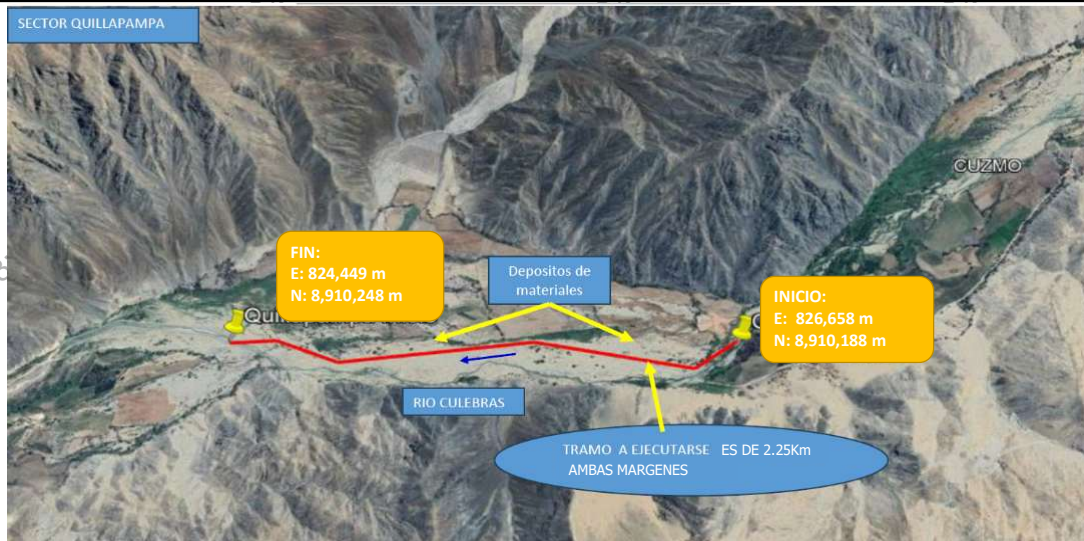 SECTOR QUILLAPAMPA
CUZMO
FIN:
E: 824,449 m
N: 8,910,248 m
Depositos de
materiales
INICIO:
E: 826,658 m
N: 8,910,188 m
RIO CULEBRAS
TRAMO A EJECUTARSE ES DE 2.25Km
AMBAS MARGENES